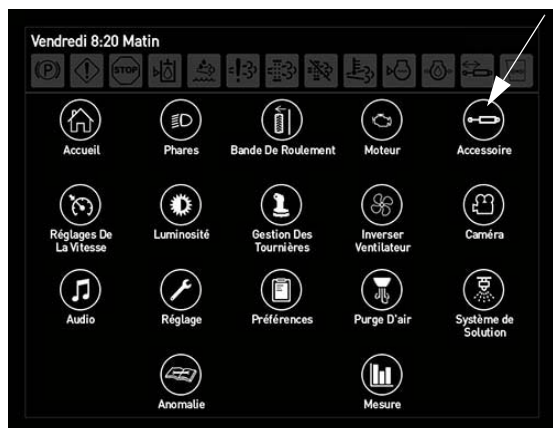 Vendredi 8:20 Matin
STOP
Accueil
Phares
Bande De Roulement
Moteur
Accessoire
Réglages De
La Vitesse
Luminosité
Gestion Des
Tournières
Inverser
Ventilateur
Caméra
Audio
Réglage
Préférences
Purge D'air
Système de
Solution
Anomalie
Mesure